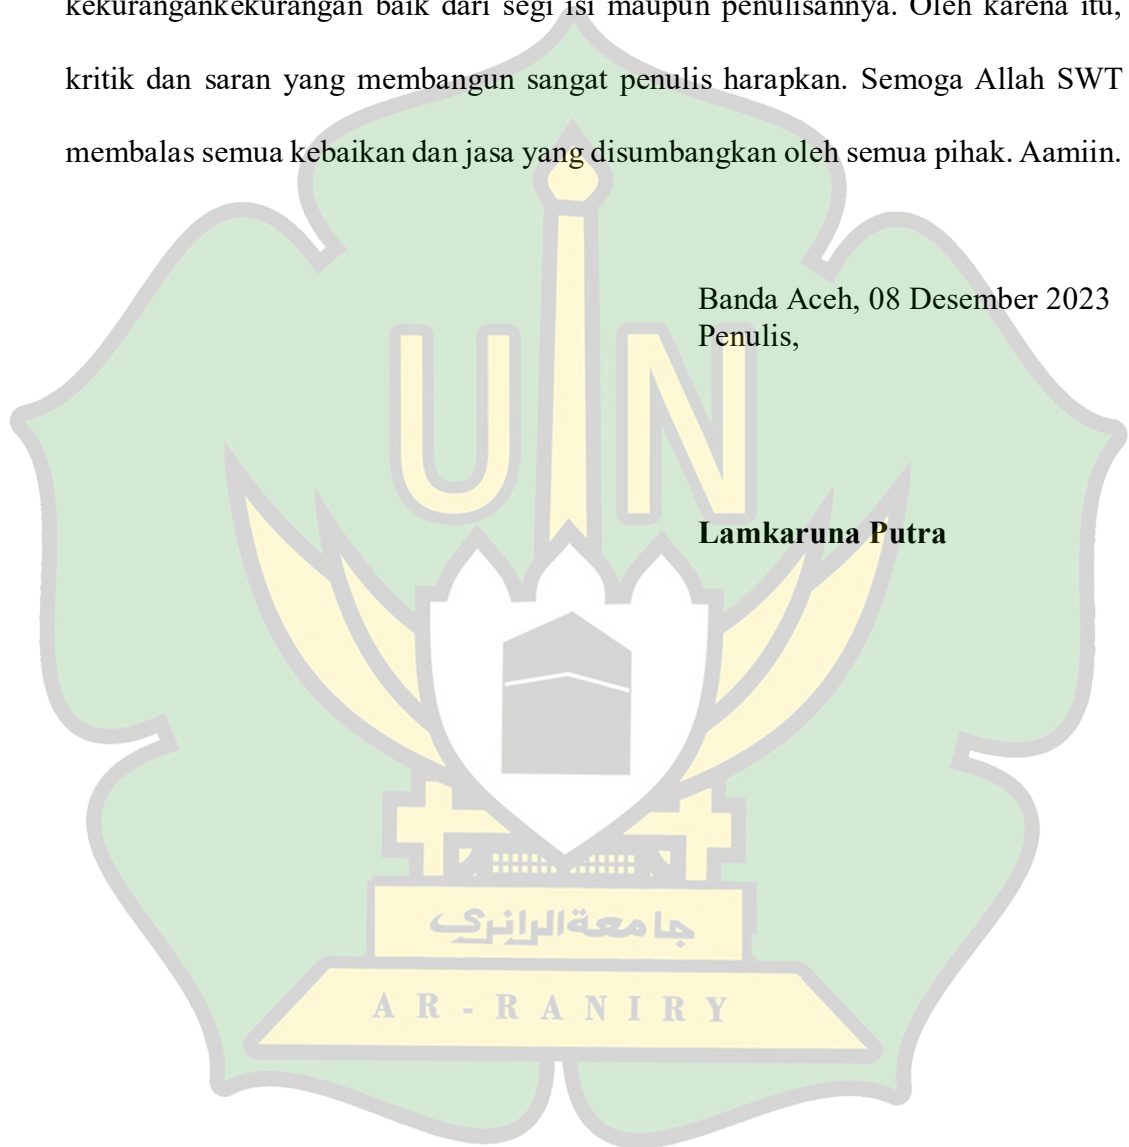 kekurangankekurangan baik dari segi isi maupun penulisannya. Oleh karena itu,
kritik dan saran yang membangun sangat penulis harapkan. Semoga Allah SWT
membalas semua kebaikan dan jasa yang disumbangkan oleh semua pihak. Aamiin.
Banda Aceh, 08 Desember 2023
Penulis,
UIN
Lamkaruna Putra
جامعةالرانري
AR-RANIRY